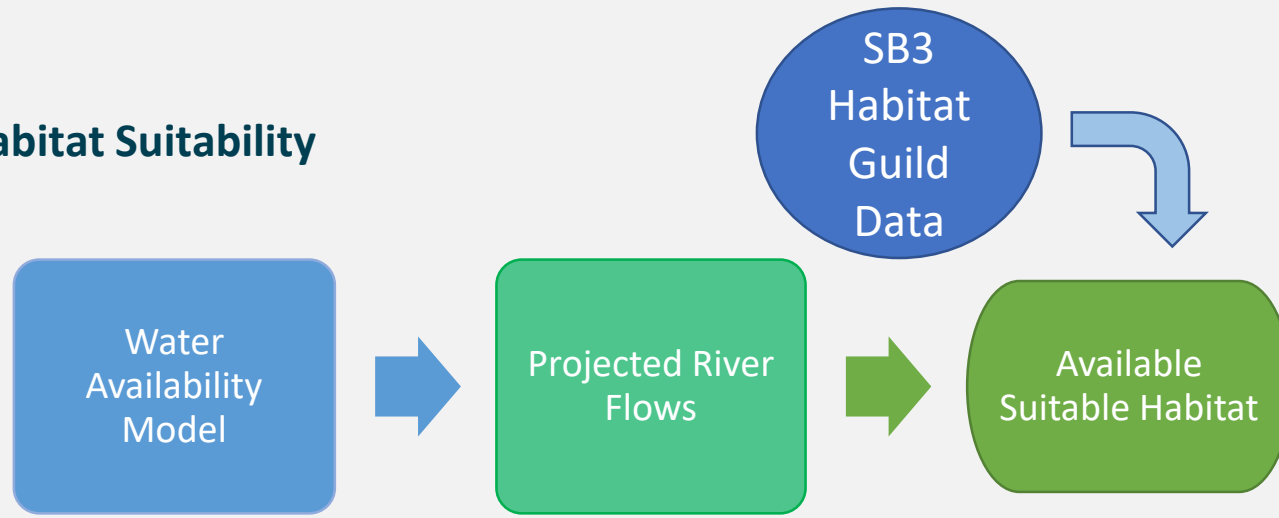 SB3
Habitat
Guild
Data
abitat Suitability
Water
Availability
Model
Projected River
Flows
Available
Suitable Habitat